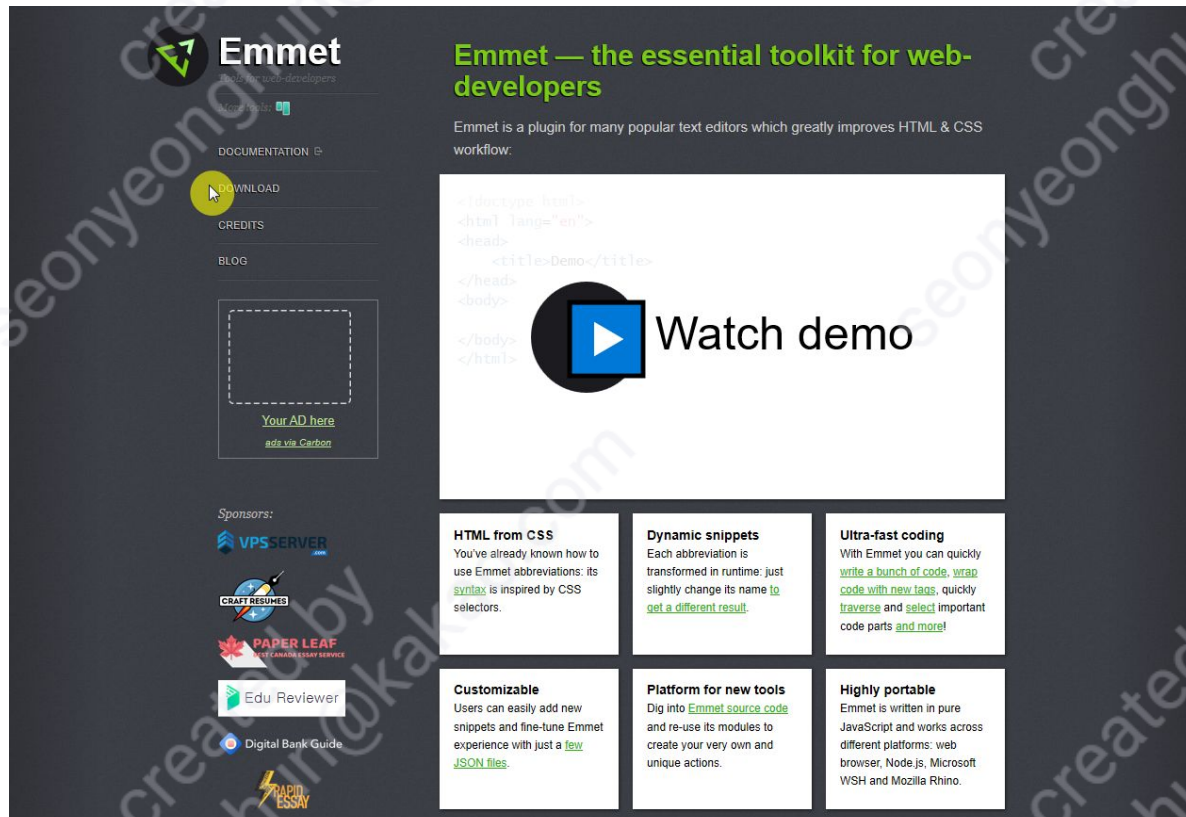 Emmet
Tools for web-developers
More tools:
DOCUMENTATION
DOWNLOAD
CREDITS
BLOG
Your AD here
ads via Carbon
Sponsors:
VPSSERVER
.com
CRAFT RESUMES
PAPER LEAF
BEST CANADA ESSAY SERVICE
Edu Reviewer
Digital Bank Guide
RAPID
ESSAY
Emmet — the essential toolkit for web-
developers
Emmet is a plugin for many popular text editors which greatly improves HTML & CSS
workflow:
<!doctype html>
<html lang="en">
<head>
<title>Demo</title>
</head>
<body>
</body>
</html>
Watch demo
HTML from CSS
You've already known how to
use Emmet abbreviations: its
syntax is inspired by CSS
selectors.
Dynamic snippets
Each abbreviation is
transformed in runtime: just
slightly change its name to
get a different result.
Ultra-fast coding
With Emmet you can quickly
write a bunch of code, wrap
code with new tags, quickly
traverse and select important
code parts and more!
Customizable
Users can easily add new
snippets and fine-tune Emmet
experience with just a few
JSON files.
Platform for new tools
Dig into Emmet source code
and re-use its modules to
create your very own and
unique actions.
Highly portable
Emmet is written in pure
JavaScript and works across
different platforms: web
browser, Node.js, Microsoft
WSH and Mozilla Rhino.
created by